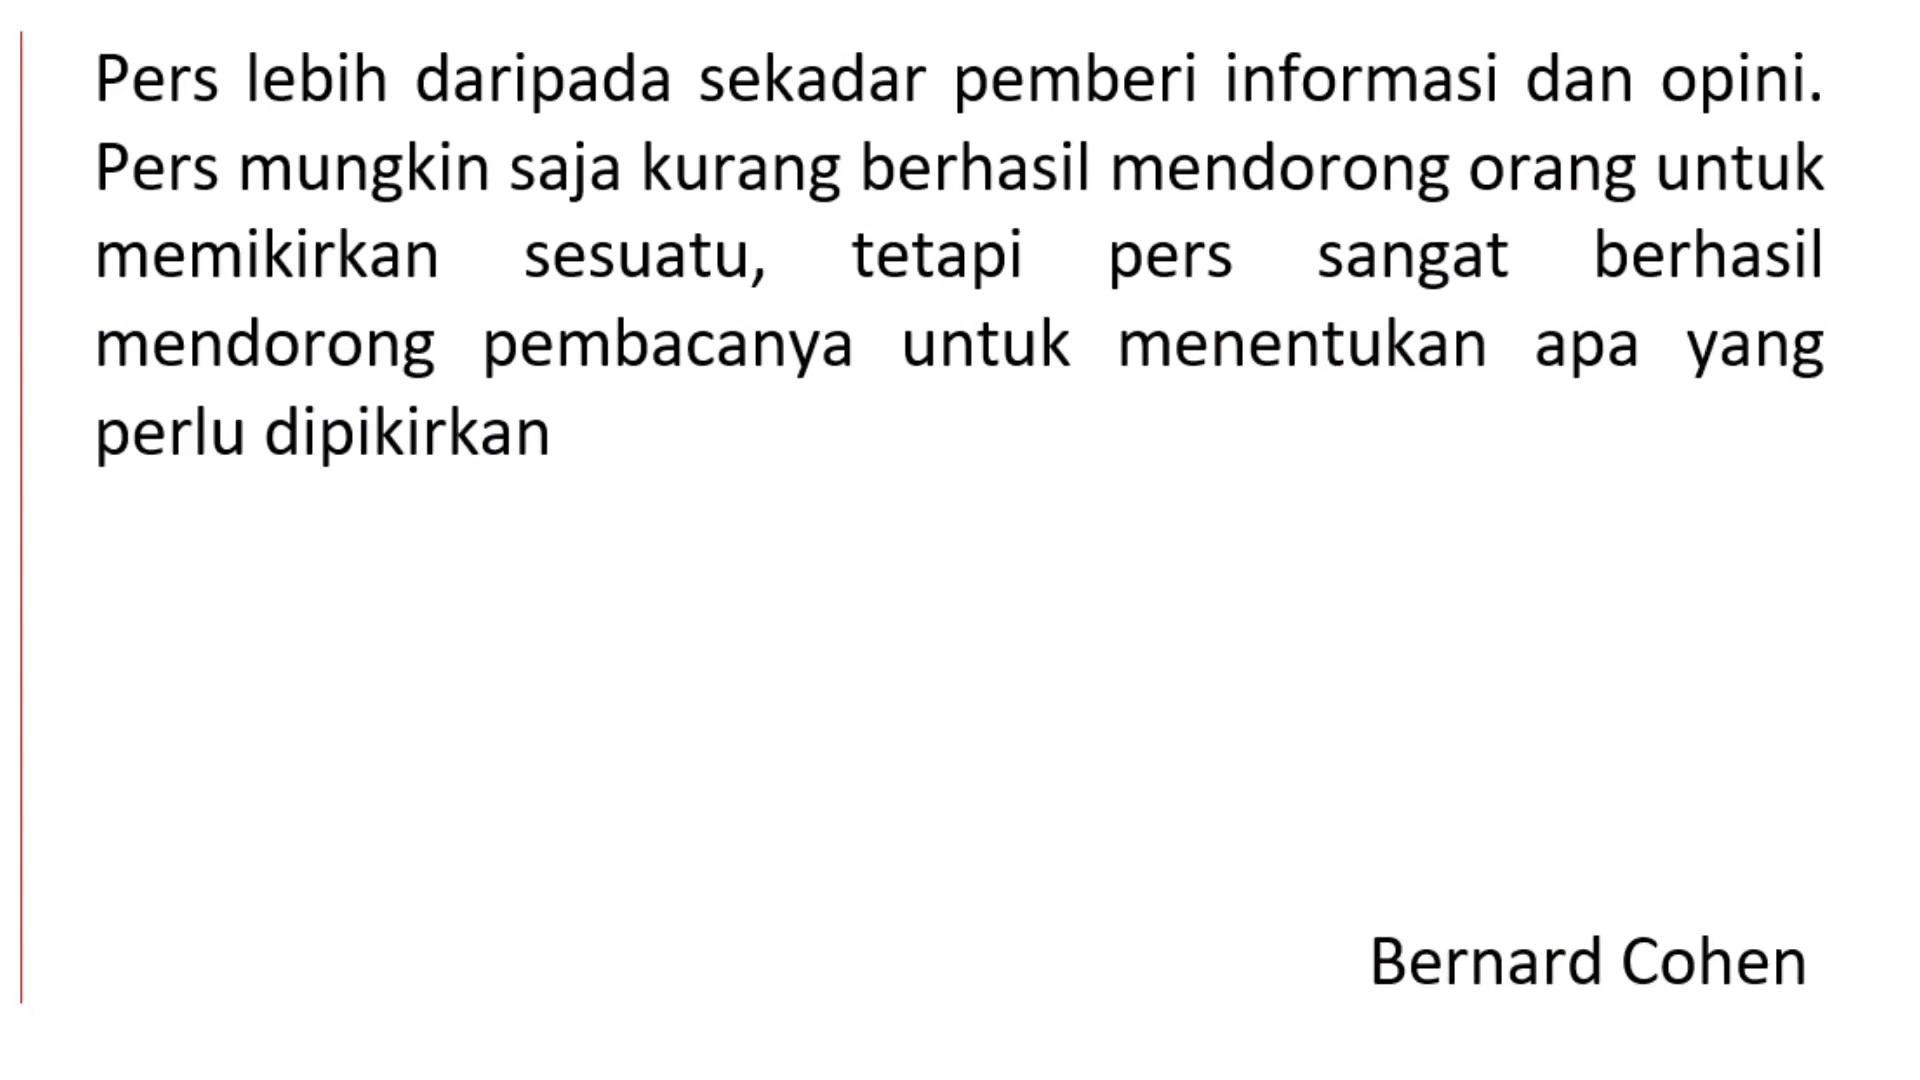 Pers lebih daripada sekadar pemberi informasi dan opini.
Pers mungkin saja kurang berhasil mendorong orang untuk
memikirkan sesuatu, tetapi pers sangat berhasil
mendorong pembacanya untuk menentukan apa yang
perlu dipikirkan
Bernard Cohen